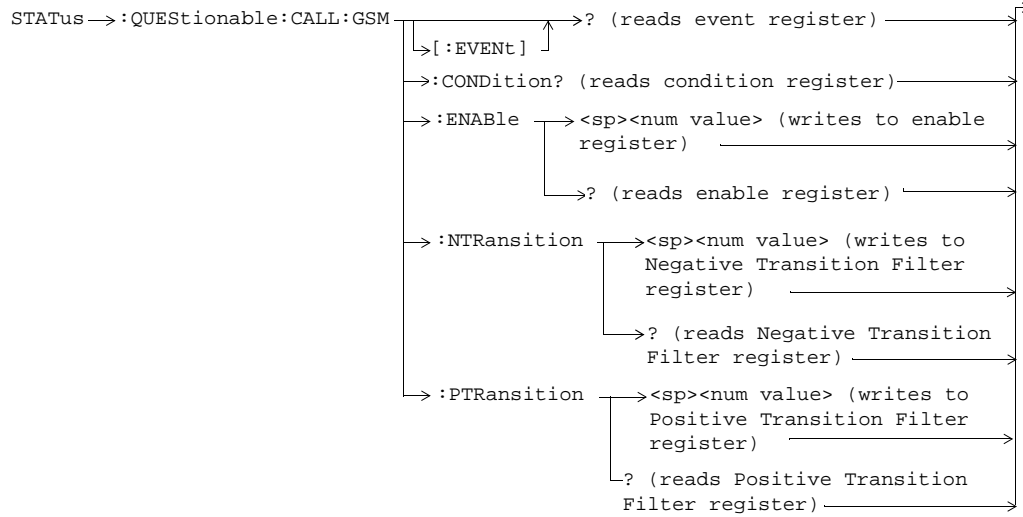 STATus :QUEStionable:CALL:GSM ? (reads event register)
[:EVENt]
:CONDition? (reads condition register)
:ENABle <sp><num value> (writes to enable
register)
? (reads enable register)
:NTRansition <sp><num value> (writes to
Negative Transition Filter
register)
? (reads Negative Transition
Filter register)
:PTRansition <sp><num value> (writes to
Positive Transition Filter
register)
? (reads Positive Transition
Filter register)